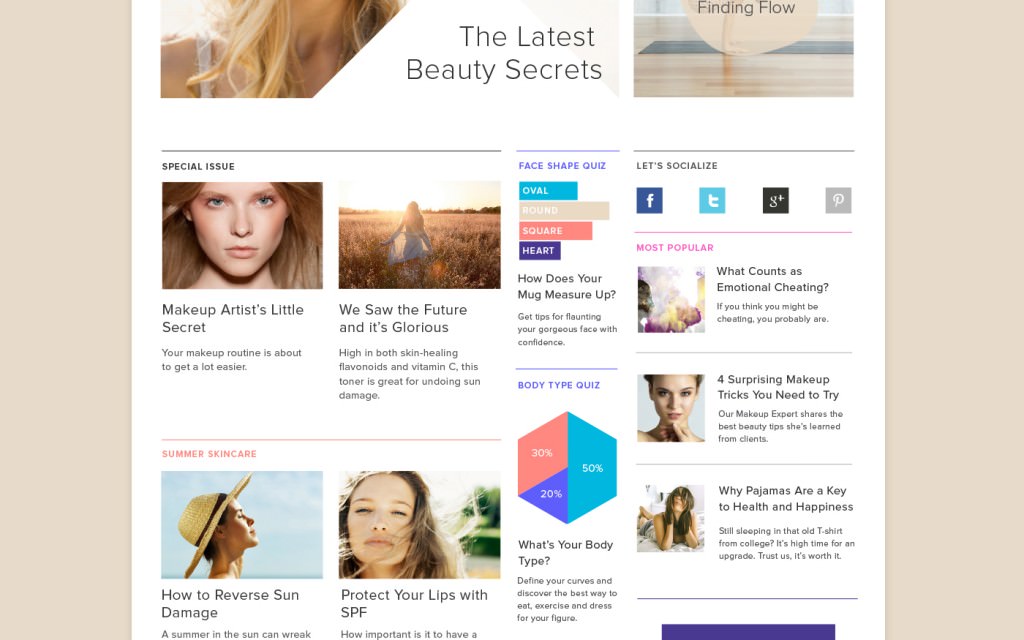 The Latest
Beauty Secrets
Finding Flow
SPECIAL ISSUE
Makeup Artist's Little
Secret
Your makeup routine is about
to get a lot easier.
We Saw the Future
and it's Glorious
High in both skin-healing
flavonoids and vitamin C, this
toner is great for undoing sun
damage.
SUMMER SKINCARE
How to Reverse Sun
Damage
A summer in the sun can wreak
Protect Your Lips with
SPF
How important is it to have a
FACE SHAPE QUIZ
OVAL
ROUND
SQUARE
HEART
How Does Your
Mug Measure Up?
Get tips for flaunting
your gorgeous face with
confidence.
BODY TYPE QUIZ
30%
50%
20%
What's Your Body
Type?
Define your curves and
discover the best way to
eat, exercise and dress
for your figure.
LET'S SOCIALIZE
f
t
g+
MOST POPULAR
What Counts as
Emotional Cheating?
If you think you might be
cheating, you probably are.
4 Surprising Makeup
Tricks You Need to Try
Our Makeup Expert shares the
best beauty tips she's learned
from clients.
Why Pajamas Are a Key
to Health and Happiness
Still sleeping in that old T-shirt
from college? It's high time for an
upgrade. Trust us, it's worth it.